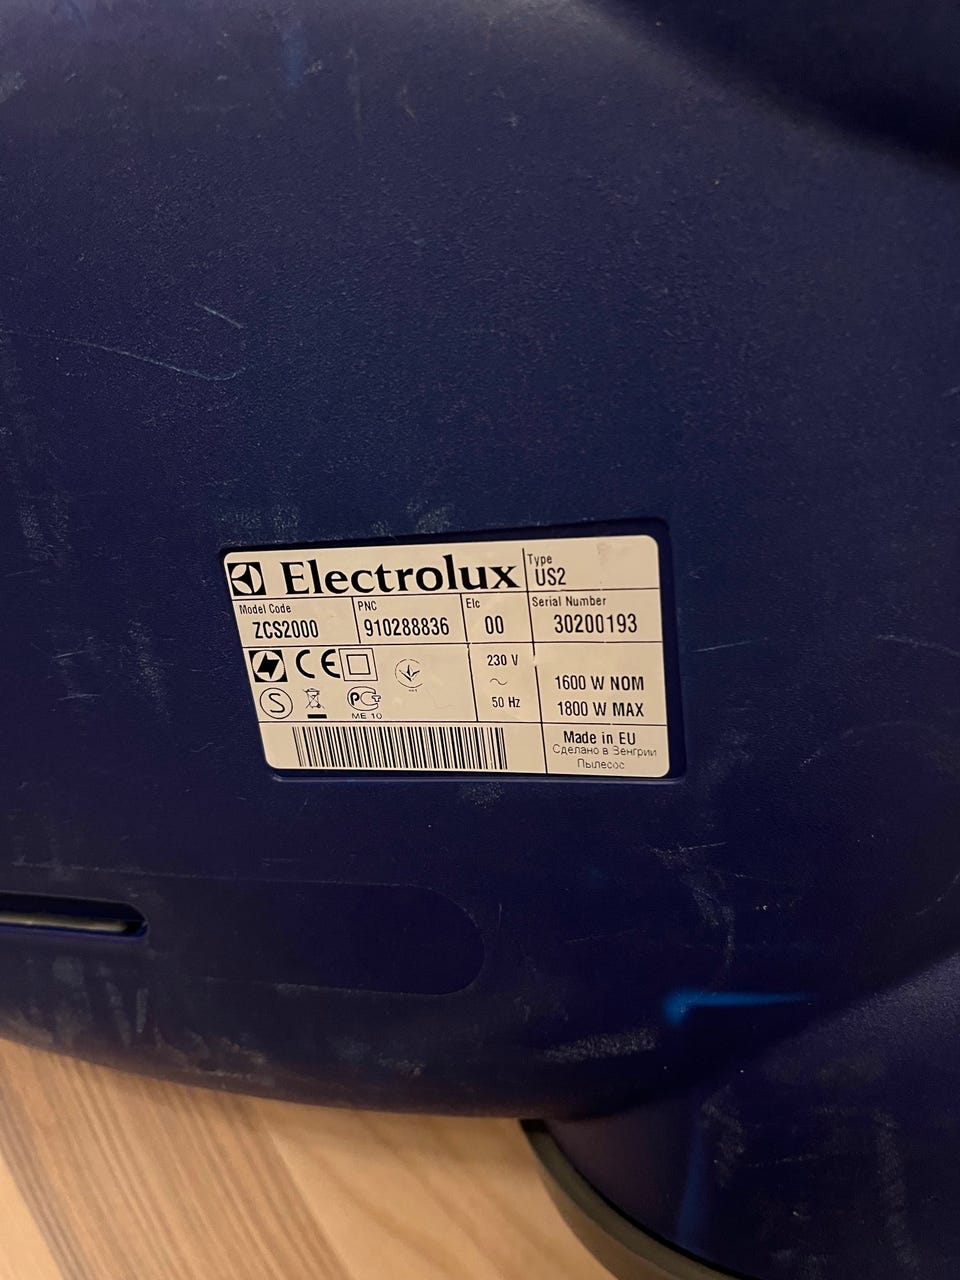 Electrolux
Type
US2
Model Code
ZCS2000
PNC
910288836
Elc
00
Serial Number
30200193
CE
S
РСТ
ME 10
230 V
~
50 Hz
1600 W NOM
1800 W MAX
Made in EU
Сделано в Венгрии
Пылесос